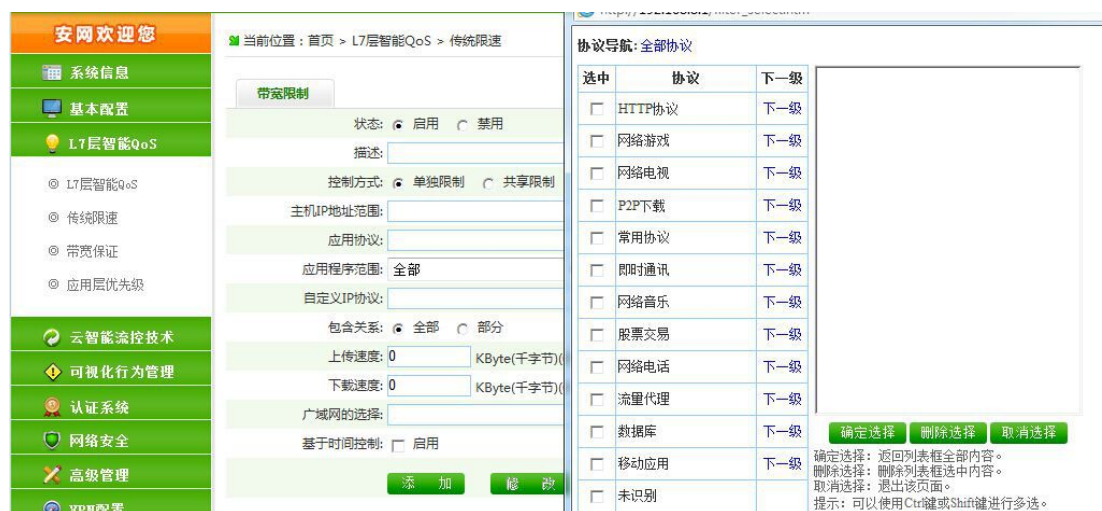 安网欢迎您
系统信息
基本配置
L7层智能QoS
L7层智能QoS
传统限速
带宽保证
应用层优先级
云智能流控技术
可视化行为管理
认证系统
网络安全
高级管理
VPN配置
当前位置：首页 > L7层智能QoS > 传统限速
带宽限制
状态: 启用 禁用
描述:
控制方式: 单独限制 共享限制
主机IP地址范围:
应用协议:
应用程序范围: 全部
自定义IP协议:
包含关系: 全部 部分
上传速度: 0 KByte(千字节)(
下载速度: 0 KByte(千字节)(
广域网的选择:
基于时间控制: 启用
添 加 修 改
协议导航:全部协议
选中 协议 下一级
HTTP协议 下一级
网络游戏 下一级
网络电视 下一级
P2P下载 下一级
常用协议 下一级
即时通讯 下一级
网络音乐 下一级
股票交易 下一级
网络电话 下一级
流里代理 下一级
数据库 下一级
移动应用 下一级
未识别
确定选择 删除选择 取消选择
确定选择：返回列表框全部内容。
删除选择：删除列表框选中内容。
取消选择：退出该页面。
提示：可以使用Ctrl键或Shift键进行多选。